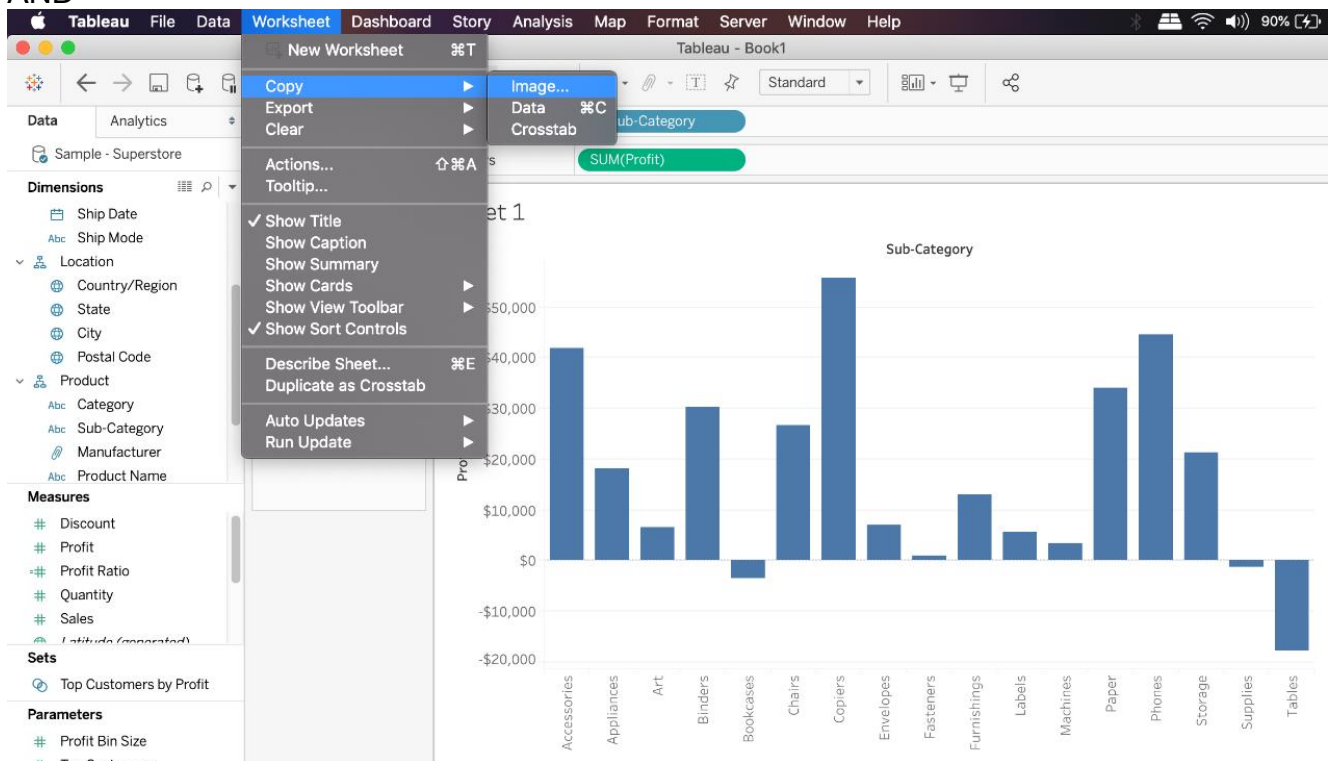 AND
Tableau File Data Worksheet Dashboard Story Analysis Map Format Server Window Help 90%
Tableau - Book1
New Worksheet ⌘T
Copy
Export
Clear
Actions... ⇧⌘A
Tooltip...
✓ Show Title
Show Caption
Show Summary
Show Cards
Show View Toolbar
✓ Show Sort Controls
Describe Sheet... ⌘E
Duplicate as Crosstab
Auto Updates
Run Update
Image...
Data ⌘C
Crosstab
Standard
Data Analytics
Sample - Superstore
Dimensions
Ship Date
Abc Ship Mode
Location
Country/Region
State
City
Postal Code
Product
Abc Category
Abc Sub-Category
Manufacturer
Abc Product Name
Measures
# Discount
# Profit
=# Profit Ratio
# Quantity
# Sales
Latitude (generated)
Sets
Top Customers by Profit
Parameters
# Profit Bin Size
ub-Category
s SUM(Profit)
et 1
Sub-Category
$50,000
$40,000
$30,000
$20,000
$10,000
$0
-$10,000
-$20,000
Pro
Accessories
Appliances
Art
Binders
Bookcases
Chairs
Copiers
Envelopes
Fasteners
Furnishings
Labels
Machines
Paper
Phones
Storage
Supplies
Tables